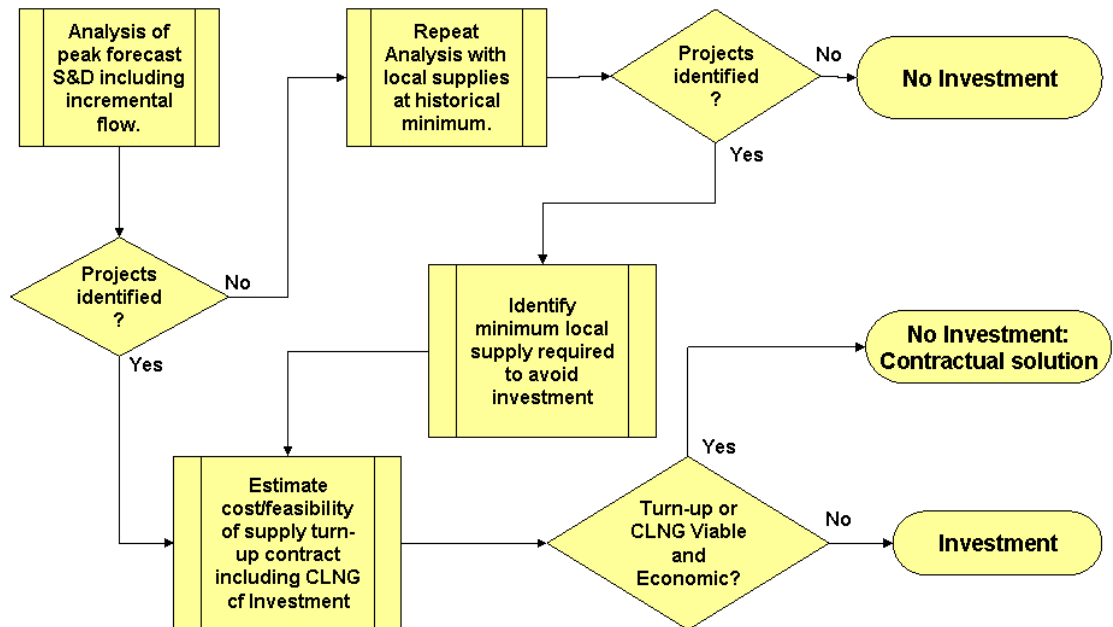 Analysis of
peak forecast
S&D including
incremental
flow.
Repeat
Analysis with
local supplies
at historical
minimum.
Projects
identified
?
No
No Investment
Yes
Projects
identified
?
No
Yes
Identify
minimum local
supply required
to avoid
investment
No Investment:
Contractual solution
Yes
Estimate
cost/feasibility
of supply turn-
up contract
including CLNG
cf Investment
Turn-up or
CLNG Viable
and
Economic?
No
Investment